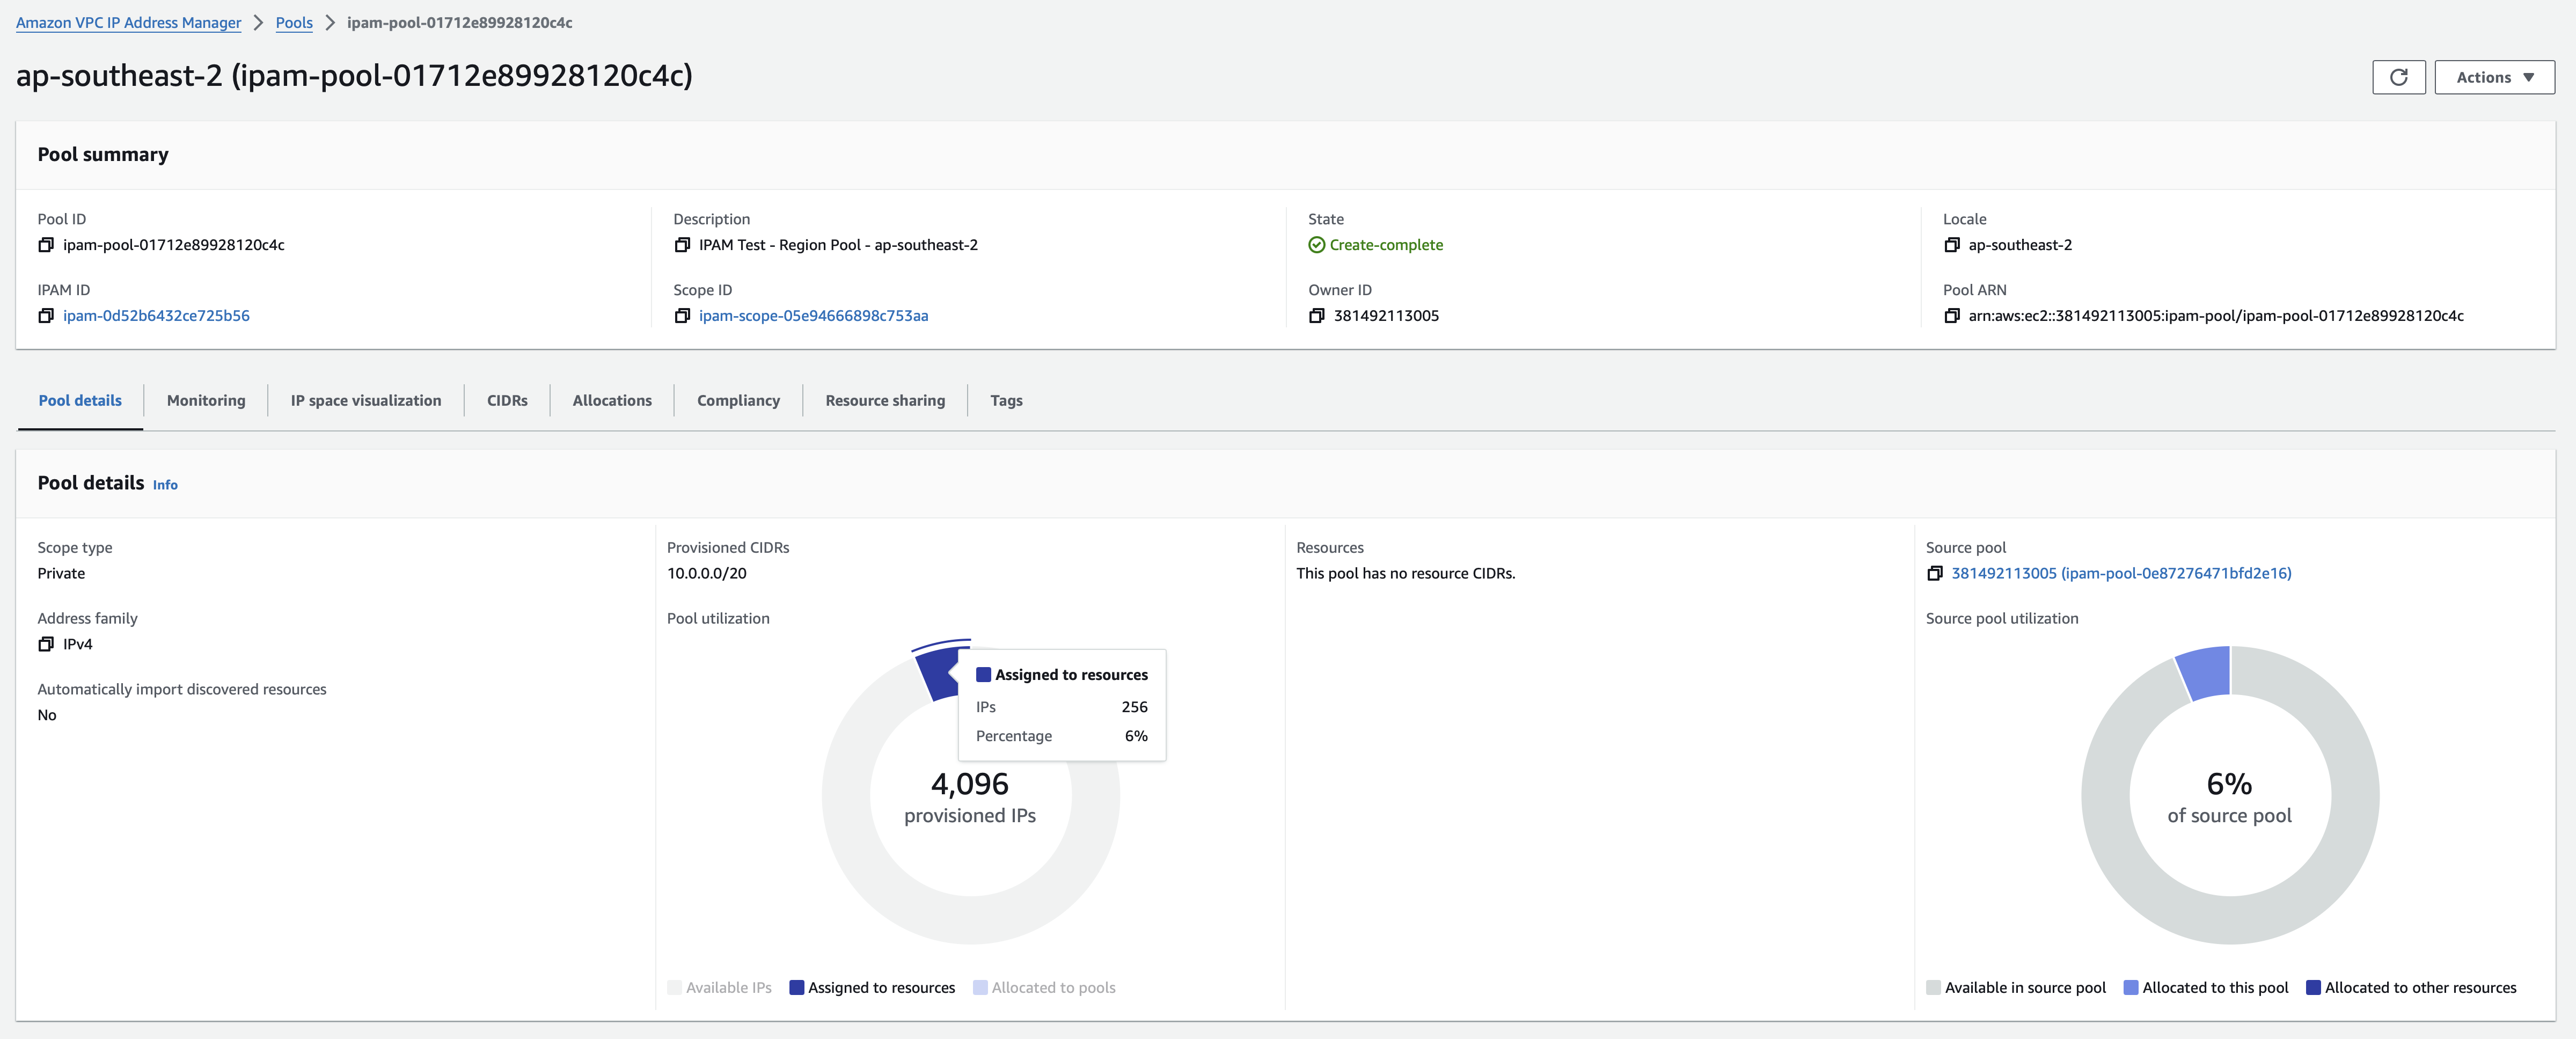 Amazon VPC IP Address Manager > Pools > ipam-pool-01712e89928120c4c
ap-southeast-2 (ipam-pool-01712e89928120c4c)
Actions
Pool summary
Pool ID
ipam-pool-01712e89928120c4c
Description
IPAM Test - Region Pool - ap-southeast-2
State
Create-complete
Locale
ap-southeast-2
IPAM ID
ipam-0d52b6432ce725b56
Scope ID
ipam-scope-05e94666898c753aa
Owner ID
381492113005
Pool ARN
arn:aws:ec2::381492113005:ipam-pool/ipam-pool-01712e89928120c4c
Pool details
Monitoring
IP space visualization
CIDRs
Allocations
Compliancy
Resource sharing
Tags
Pool details Info
Scope type
Private
Address family
IPv4
Automatically import discovered resources
No
Provisioned CIDRs
10.0.0.0/20
Pool utilization
Assigned to resources
IPs 256
Percentage 6%
4,096
provisioned IPs
Available IPs
Assigned to resources
Allocated to pools
Resources
This pool has no resource CIDRs.
Source pool
381492113005 (ipam-pool-0e87276471bfd2e16)
Source pool utilization
6%
of source pool
Available in source pool
Allocated to this pool
Allocated to other resources